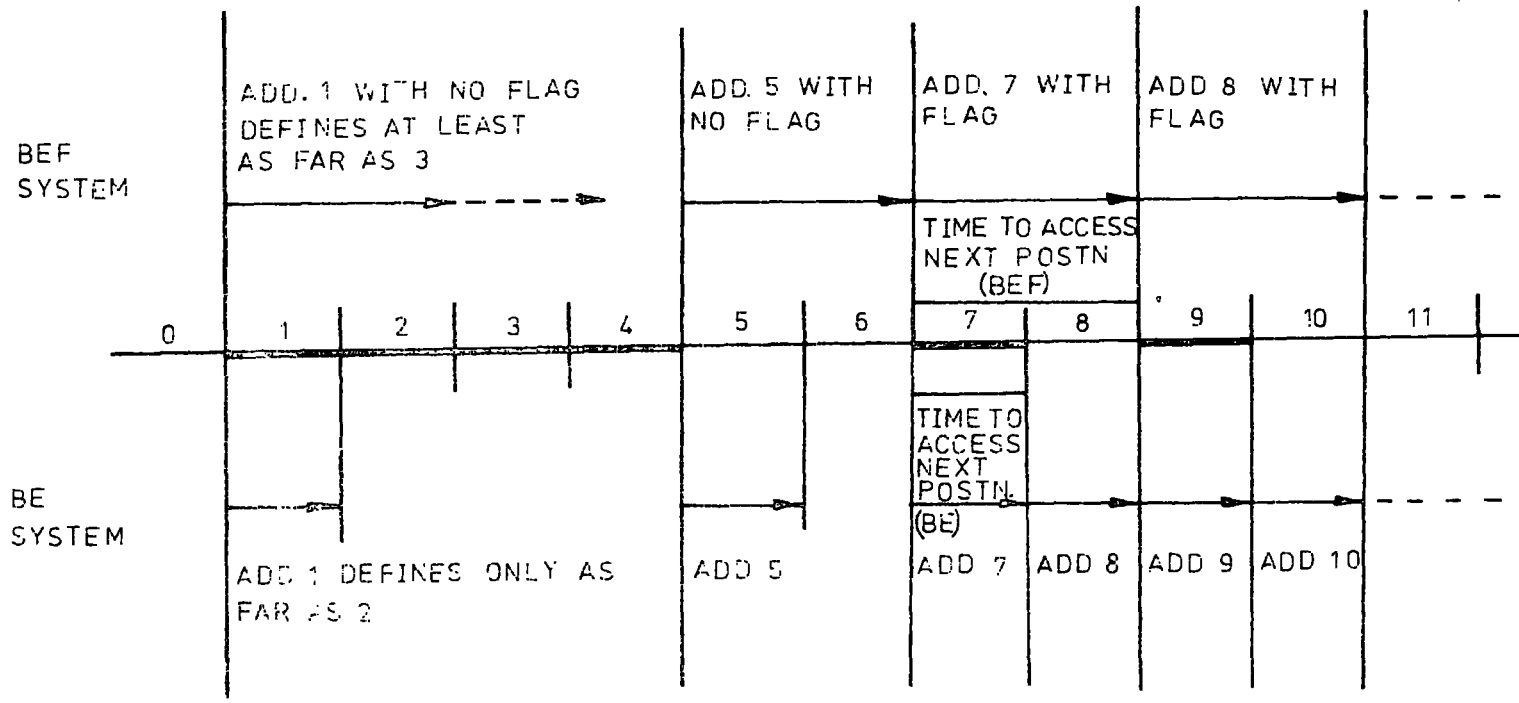 BEF
SYSTEM
ADD. 1 WITH NO FLAG
DEFINES AT LEAST
AS FAR AS 3
ADD. 5 WITH
NO FLAG
ADD. 7 WITH
FLAG
ADD 8 WITH
FLAG
TIME TO ACCESS
NEXT POSTN
(BEF)
0 1 2 3 4 5 6 7 8 9 10 11
TIME TO
ACCESS
NEXT
POSTN.
(BE)
BE
SYSTEM
ADD 1 DEFINES ONLY AS
FAR AS 2
ADD 5
ADD 7
ADD 8
ADD 9
ADD 10